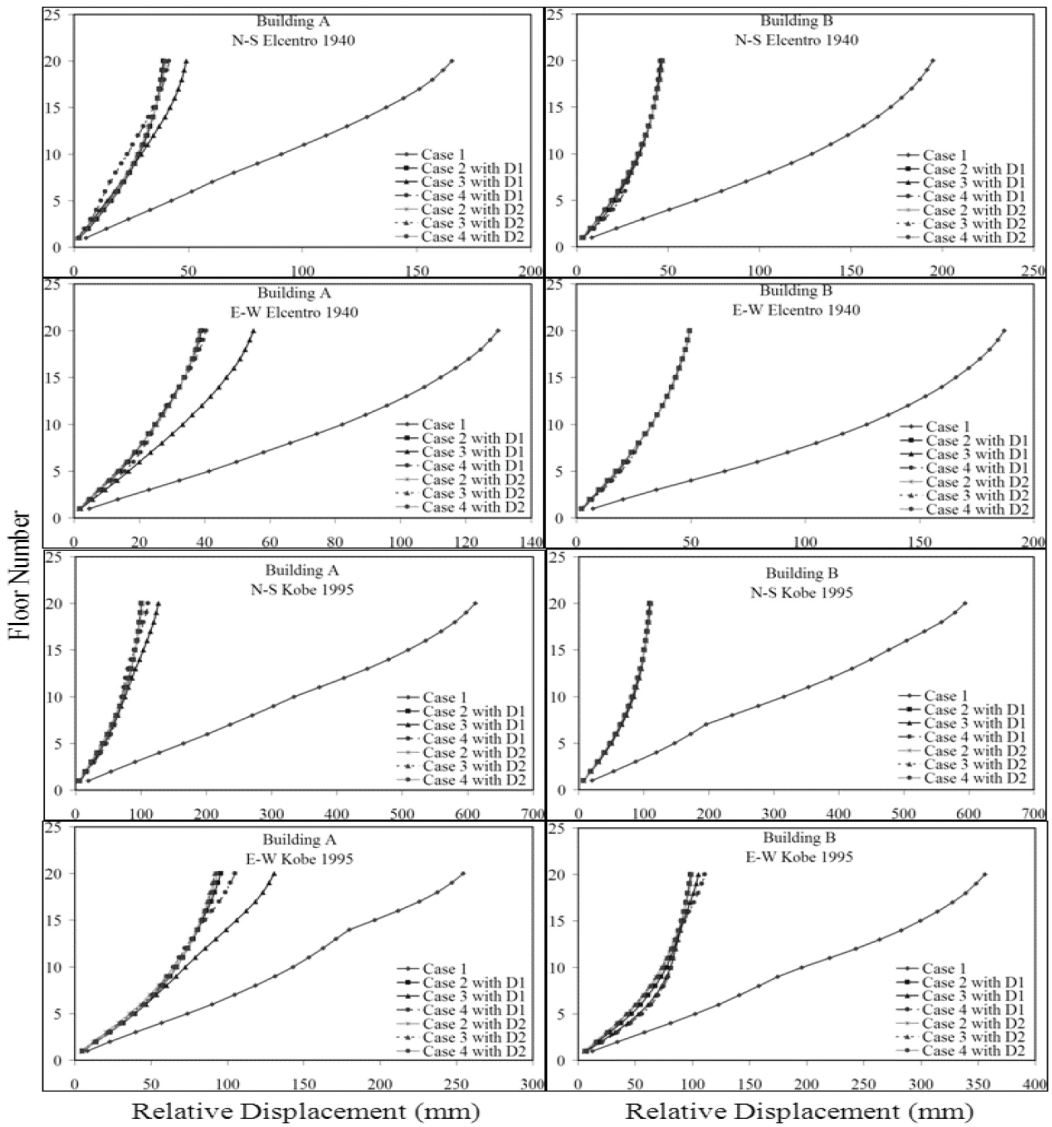 Floor Number
Building A
N-S Elcentro 1940
25
20
15
10
5
0
0 50 100 150 200
Case 1
Case 2 with D1
Case 3 with D1
Case 4 with D1
Case 2 with D2
Case 3 with D2
Case 4 with D2
Building B
N-S Elcentro 1940
25
20
15
10
5
0
0 50 100 150 200 250
Case 1
Case 2 with D1
Case 3 with D1
Case 4 with D1
Case 2 with D2
Case 3 with D2
Case 4 with D2
Building A
E-W Elcentro 1940
25
20
15
10
5
0
0 20 40 60 80 100 120 140
Case 1
Case 2 with D1
Case 3 with D1
Case 4 with D1
Case 2 with D2
Case 3 with D2
Case 4 with D2
Building B
E-W Elcentro 1940
25
20
15
10
5
0
0 50 100 150 200
Case 1
Case 2 with D1
Case 3 with D1
Case 4 with D1
Case 2 with D2
Case 3 with D2
Case 4 with D2
Building A
N-S Kobe 1995
25
20
15
10
5
0
0 100 200 300 400 500 600 700
Case 1
Case 2 with D1
Case 3 with D1
Case 4 with D1
Case 2 with D2
Case 3 with D2
Case 4 with D2
Building B
N-S Kobe 1995
25
20
15
10
5
0
0 100 200 300 400 500 600 700
Case 1
Case 2 with D1
Case 3 with D1
Case 4 with D1
Case 2 with D2
Case 3 with D2
Case 4 with D2
Building A
E-W Kobe 1995
25
20
15
10
5
0
0 50 100 150 200 250 300
Case 1
Case 2 with D1
Case 3 with D1
Case 4 with D1
Case 2 with D2
Case 3 with D2
Case 4 with D2
Building B
E-W Kobe 1995
25
20
15
10
5
0
0 50 100 150 200 250 300 350 400
Case 1
Case 2 with D1
Case 3 with D1
Case 4 with D1
Case 2 with D2
Case 3 with D2
Case 4 with D2
Relative Displacement (mm)
Relative Displacement (mm)